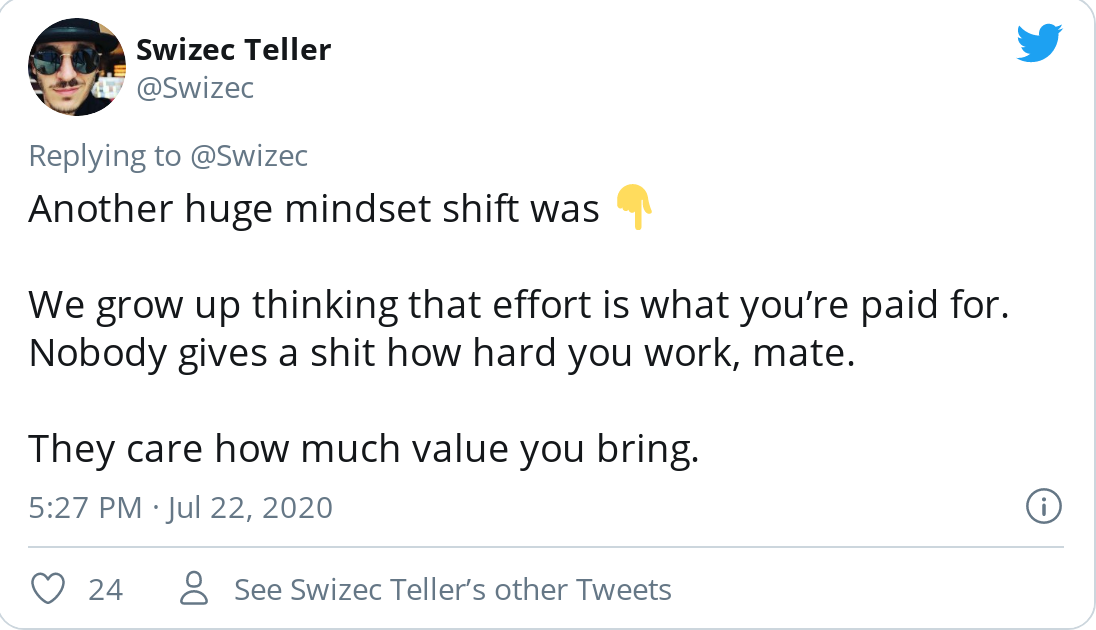 Swizec Teller
@Swizec
Replying to @Swizec
Another huge mindset shift was 👇
We grow up thinking that effort is what you’re paid for.
Nobody gives a shit how hard you work, mate.
They care how much value you bring.
5:27 PM · Jul 22, 2020
24 See Swizec Teller’s other Tweets